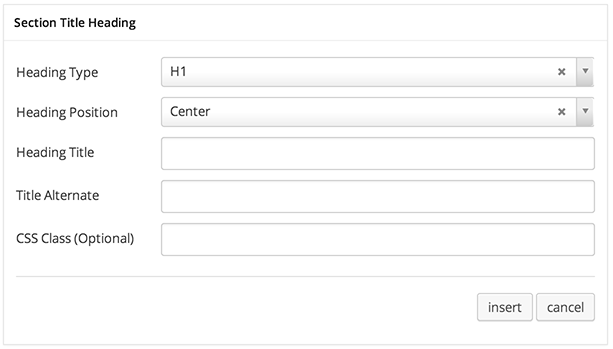 Section Title Heading
Heading Type H1
Heading Position Center
Heading Title
Title Alternate
CSS Class (Optional)
insert cancel